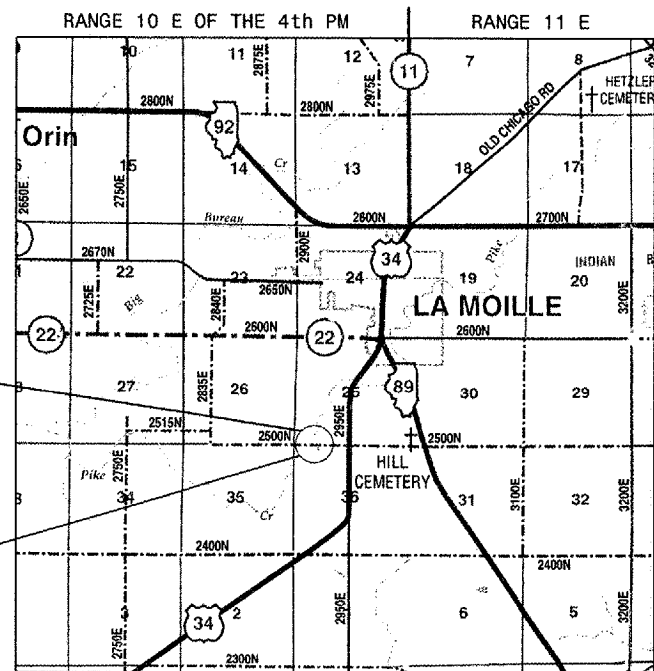 RANGE 10 E OF THE 4th PM
RANGE 11 E
10
11
12
7
8
2875E
2975E
11
HETZLER
CEMETERY
OLD CHICAGO RD
2800N
2800N
92
Orin
15
14
Cr
13
18
17
2650E
2750E
Bureau
2600N
2700N
2900E
34
Pike
INDIAN
2670N
22
23
24
19
20
2650N
2725E
Big
2840E
3200E
LA MOILLE
22
2600N
22
2600N
27
2835E
26
25
89
30
29
2950E
2515N
2500N
2500N
Pike
2750E
34
35
36
HILL
CEMETERY
31
3100E
32
3200E
Cr
2400N
2400N
34
2
2950E
6
5
3200E
2750E
2300N